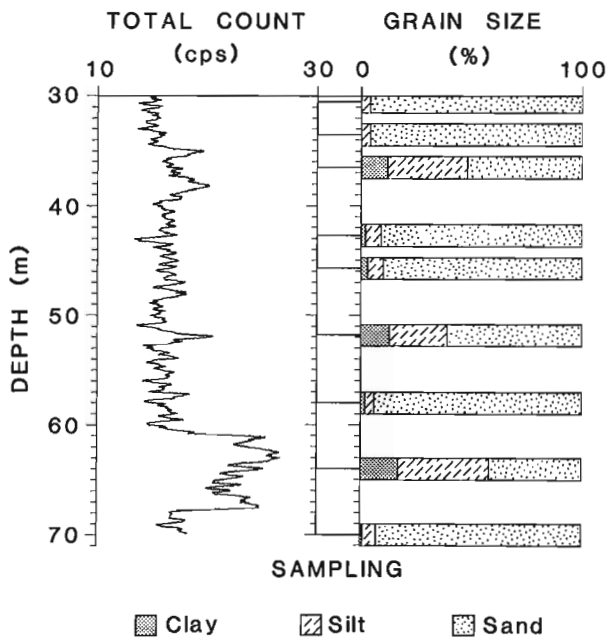 TOTAL COUNT GRAIN SIZE
(cps) (%)
10 30 0 100
30
40
50
60
70
DEPTH (m)
SAMPLING
Clay Silt Sand